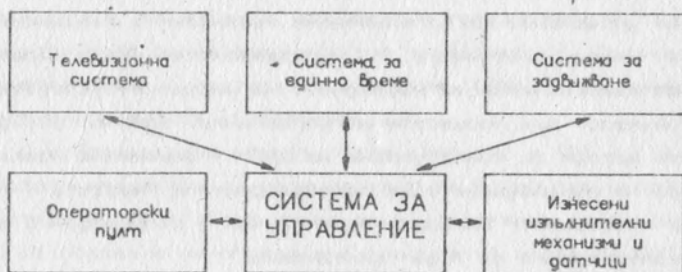 Телевизионна
система
Система за
единно време
Система за
задвижване
Операторски
пулт
СИСТЕМА ЗА
УПРАВЛЕНИЕ
Изнесени
изпълнителни
механизми и
датчици